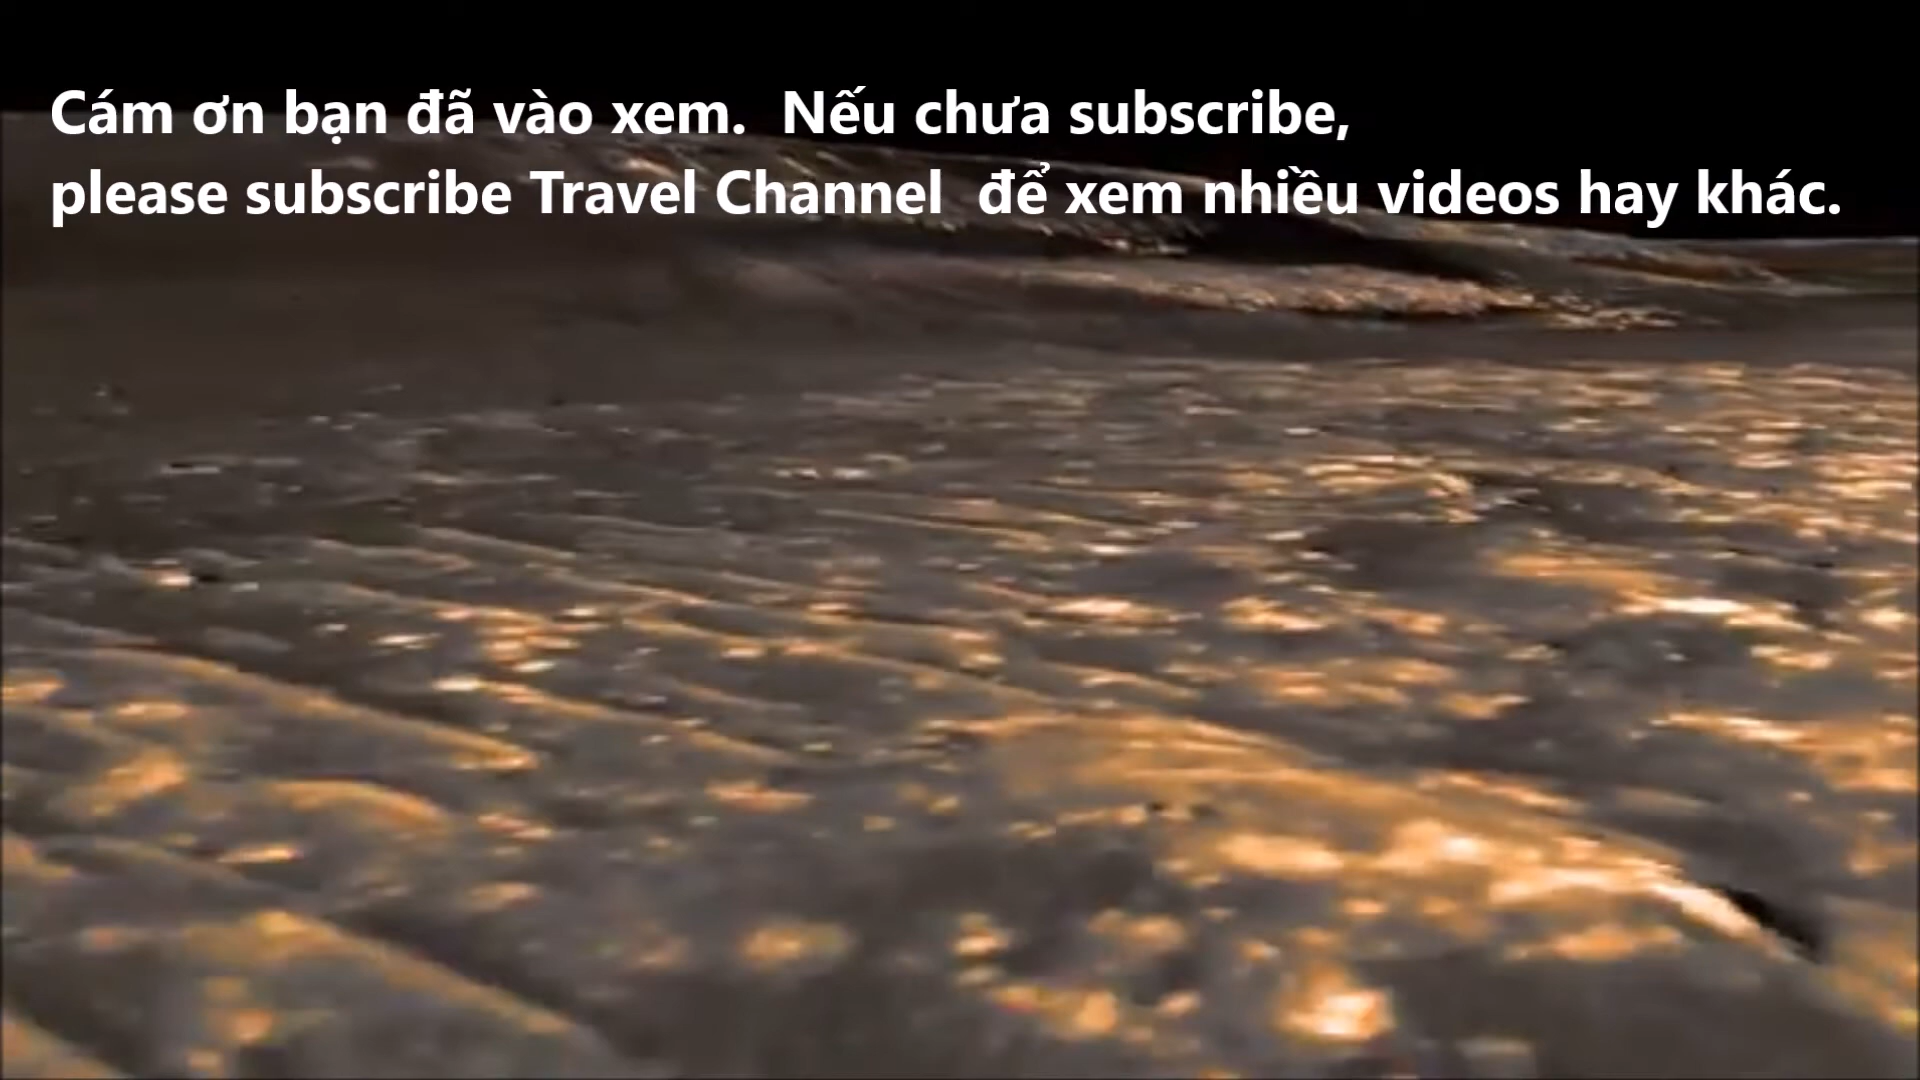 Cám ơn bạn đã vào xem.  Nếu chưa subscribe,
please subscribe Travel Channel  để xem nhiều videos hay khác.